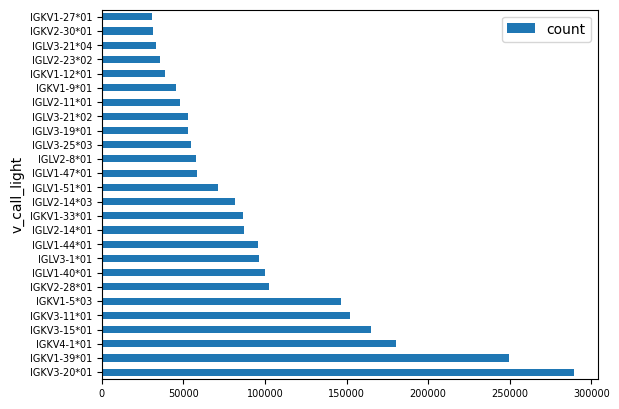 IGKV1-27*01
IGKV2-30*01
IGLV3-21*04
IGLV2-23*02
IGKV1-12*01
IGKV1-9*01
IGLV2-11*01
IGLV3-21*02
IGLV3-19*01
IGLV3-25*03
IGLV2-8*01
IGLV1-47*01
IGLV1-51*01
IGLV2-14*03
IGKV1-33*01
IGLV2-14*01
IGLV1-44*01
IGLV3-1*01
IGLV1-40*01
IGKV2-28*01
IGKV1-5*03
IGKV3-11*01
IGKV3-15*01
IGKV4-1*01
IGKV1-39*01
IGKV3-20*01
v_call_light
count
0 50000 100000 150000 200000 250000 300000